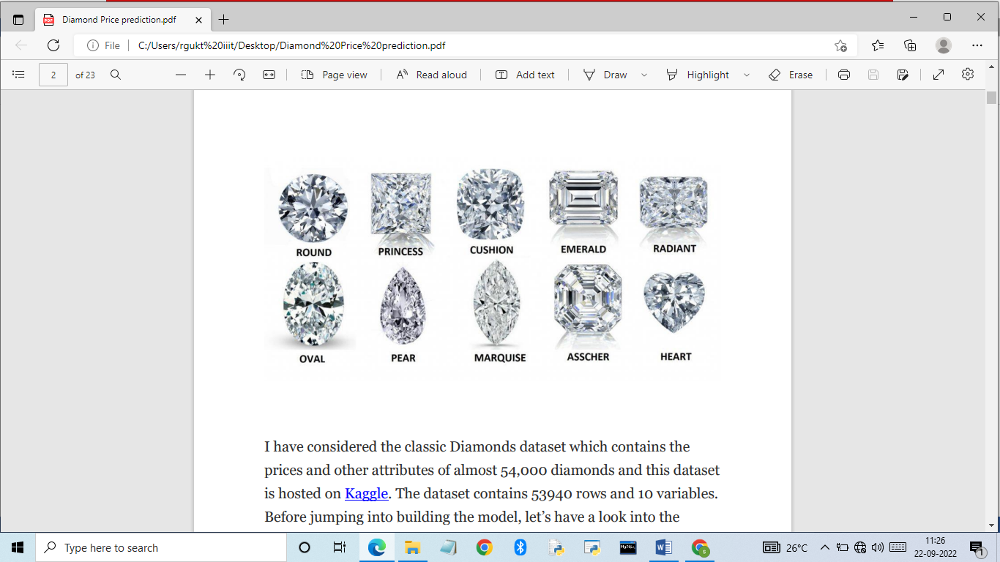 Diamond Price prediction.pdf
File C:/Users/rgukt%20iiit/Desktop/Diamond%20Price%20prediction.pdf
2 of 23 Page view Read aloud Add text Draw Highlight Erase
ROUND PRINCESS CUSHION EMERALD RADIANT
OVAL PEAR MARQUISE ASSCHER HEART
I have considered the classic Diamonds dataset which contains the
prices and other attributes of almost 54,000 diamonds and this dataset
is hosted on Kaggle. The dataset contains 53940 rows and 10 variables.
Before jumping into building the model, let’s have a look into the
Type here to search
26°C
11:26
22-09-2022
1